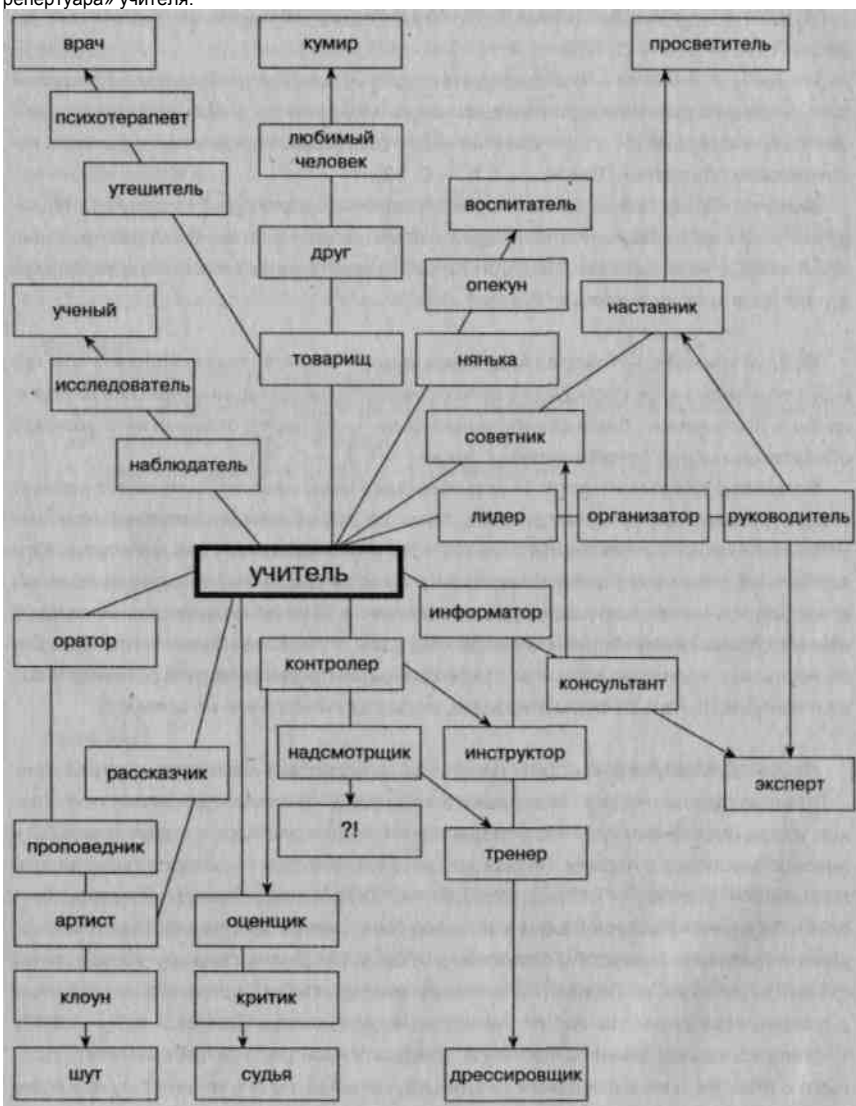 репертуара» учителя.
врач
кумир
просветитель
психотерапевт
любимый
человек
утешитель
воспитатель
друг
опекун
ученый
наставник
товарищ
нянька
исследователь
советник
наблюдатель
лидер
организатор
руководитель
учитель
информатор
оратор
контролер
консультант
надсмотрщик
инструктор
рассказчик
эксперт
?!
проповедник
тренер
артист
оценщик
клоун
критик
шут
судья
дрессировщик